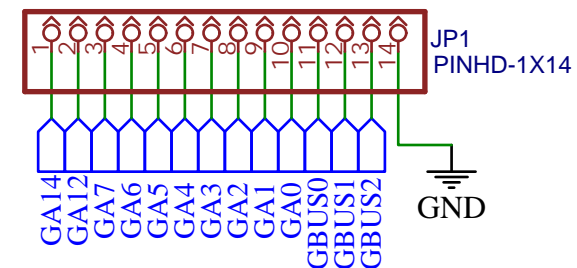 JP1
PINHD-1X14
1
2
3
4
5
6
7
8
9
10
11
12
13
14
GA14
GA12
GA7
GA6
GA5
GA4
GA3
GA2
GA1
GA0
GBUS0
GBUS1
GBUS2
GND